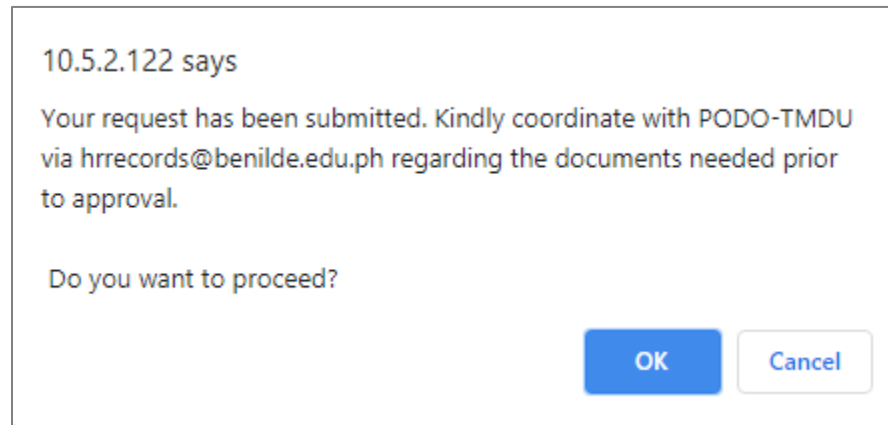 10.5.2.122 says
Your request has been submitted. Kindly coordinate with PODO-TMDU
via hrrecords@benilde.edu.ph regarding the documents needed prior
to approval.
Do you want to proceed?
OK
Cancel